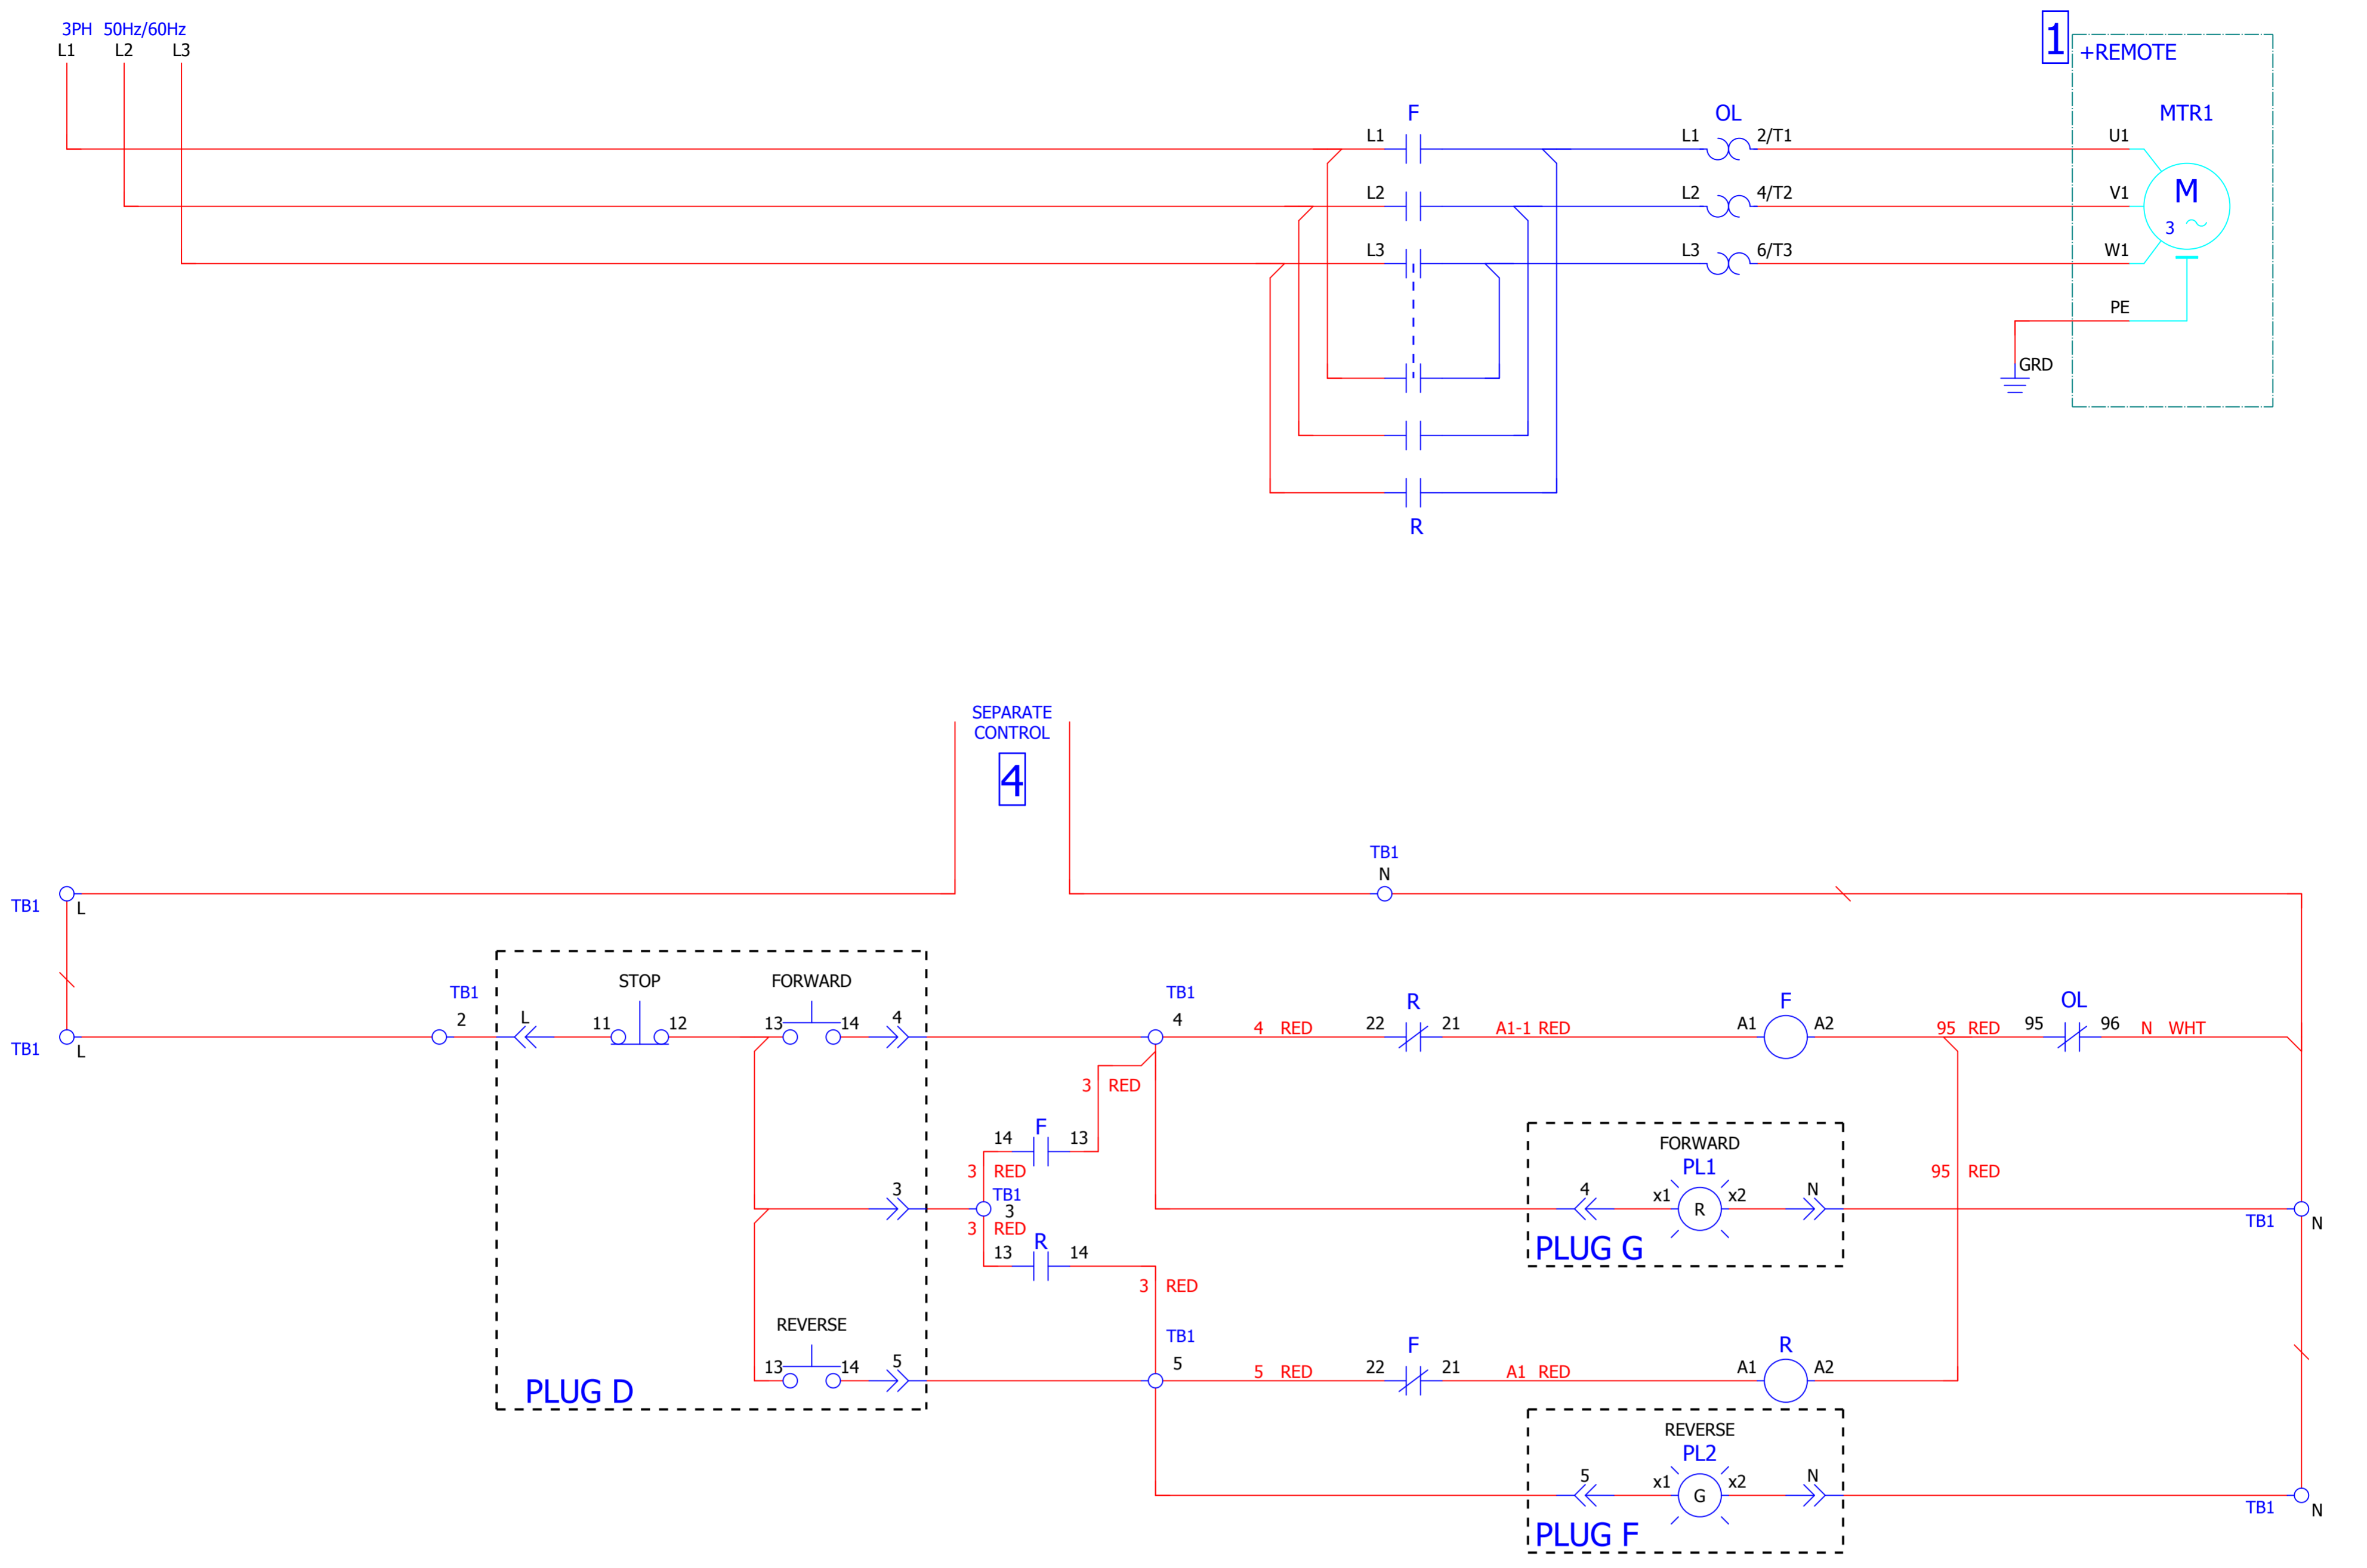 3PH 50Hz/60Hz
L1 L2 L3
1
+REMOTE
F OL MTR1
L1 L1 2/T1 U1
M
3
L2 L2 4/T2 V1
L3 L3 6/T3 W1
PE
GRD
R
SEPARATE
CONTROL
4
TB1
N
TB1 L
STOP FORWARD
TB1
2
L 11 12 13 14 4
TB1
4
4 RED
R
22 21
A1-1 RED
F
A1 A2
95 RED
OL
95 96
N WHT
TB1 L
3 RED
F
14 13
3 RED
TB1
3
3
3 RED
R
13 14
3 RED
FORWARD
PL1
4 x1 R x2 N
PLUG G
95 RED
TB1 N
REVERSE
13 14 5
PLUG D
TB1
5
5 RED
F
22 21
A1 RED
R
A1 A2
REVERSE
PL2
5 x1 G x2 N
PLUG F
TB1 N